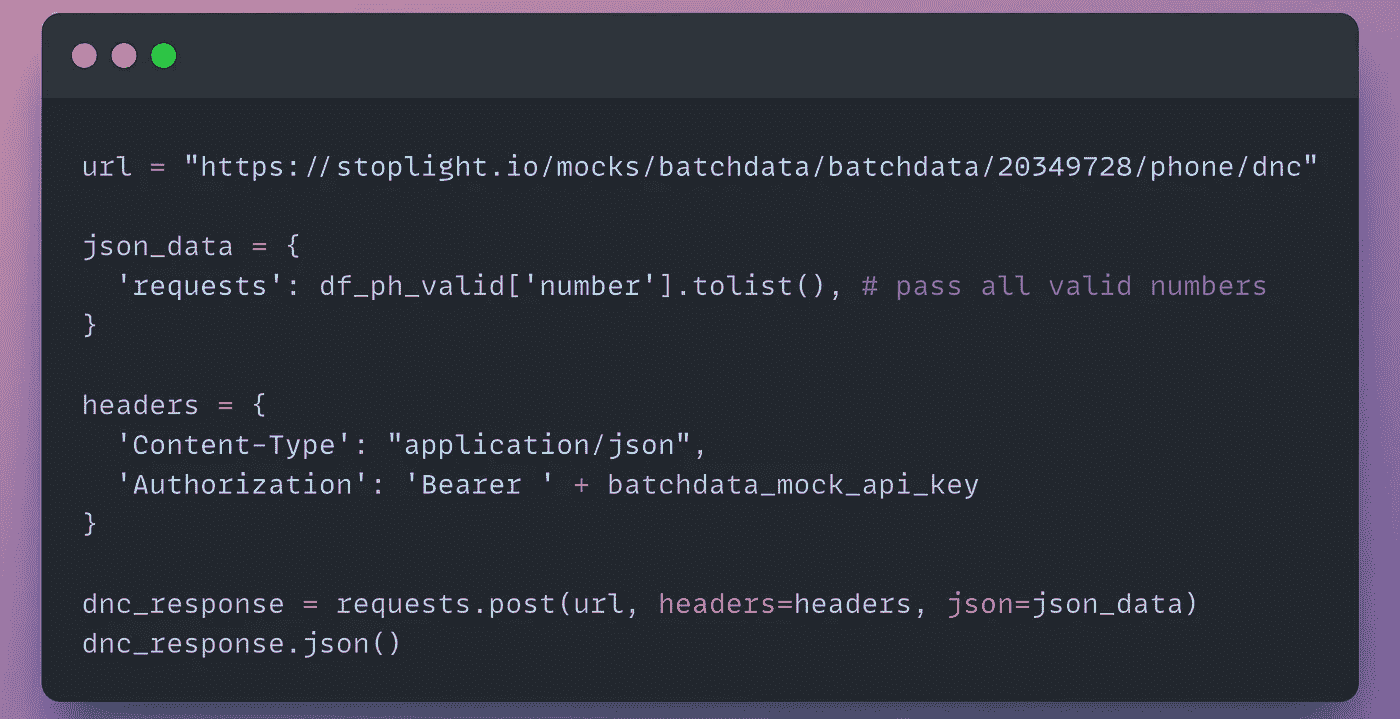 url = "https://stoplight.io/mocks/batchdata/batchdata/20349728/phone/dnc"
json_data = {
  'requests': df_ph_valid['number'].tolist(), # pass all valid numbers
}
headers = {
  'Content-Type': "application/json",
  'Authorization': 'Bearer ' + batchdata_mock_api_key
}
dnc_response = requests.post(url, headers=headers, json=json_data)
dnc_response.json()